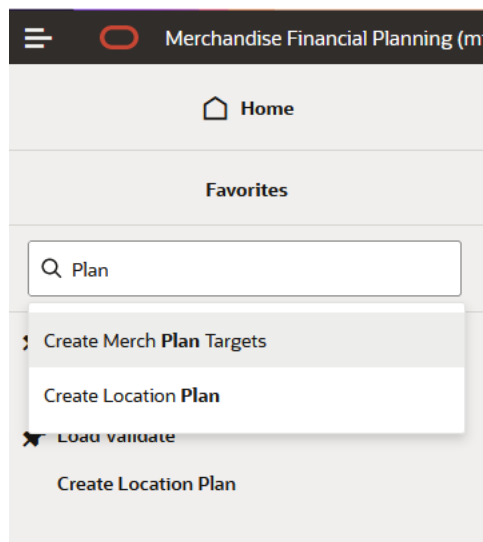 Merchandise Financial Planning (m
Home
Favorites
Plan
Create Merch Plan Targets
Create Location Plan
Load Validate
Create Location Plan